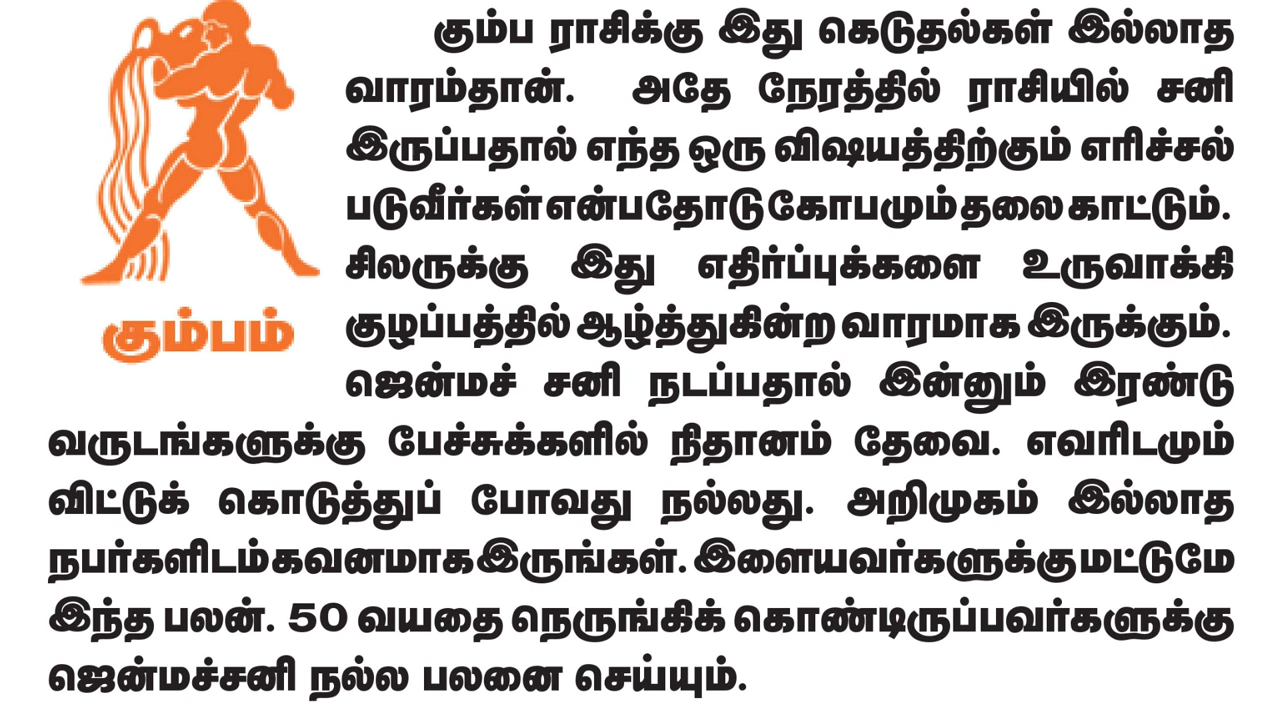 கும்ப ராசிக்கு இது கெடுதல்கள் இல்லாத
வாரம்தான். அதே நேரத்தில் ராசியில் சனி
இருப்பதால் எந்த ஒரு விஷயத்திற்கும் எரிச்சல்
படுவீர்கள் என்பதோடு கோபமும் தலை காட்டும்.
சிலருக்கு இது எதிர்ப்புக்களை உருவாக்கி
குழப்பத்தில் ஆழ்த்துகின்ற வாரமாக இருக்கும்.
கும்பம்
ஜென்மச் சனி நடப்பதால் இன்னும் இரண்டு
வருடங்களுக்கு பேச்சுக்களில் நிதானம் தேவை. எவரிடமும்
விட்டுக் கொடுத்துப் போவது நல்லது. அறிமுகம் இல்லாத
நபர்களிடம் கவனமாக இருங்கள். இளையவர்களுக்கு மட்டுமே
இந்த பலன். 50 வயதை நெருங்கிக் கொண்டிருப்பவர்களுக்கு
ஜென்மச்சனி நல்ல பலனை செய்யும்.